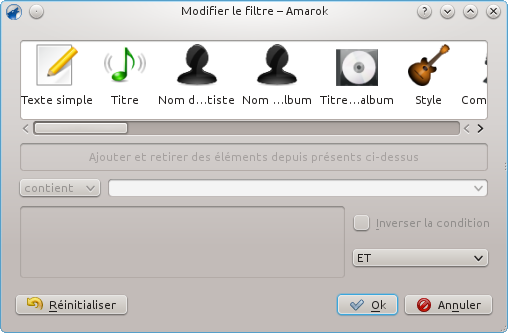 Modifier le filtre – Amarok
Texte simple Titre Nom d...tiste Nom ...lbum Titre...album Style Com
Ajouter et retirer des éléments depuis présents ci-dessus
contient
Inverser la condition
ET
Réinitialiser Ok Annuler